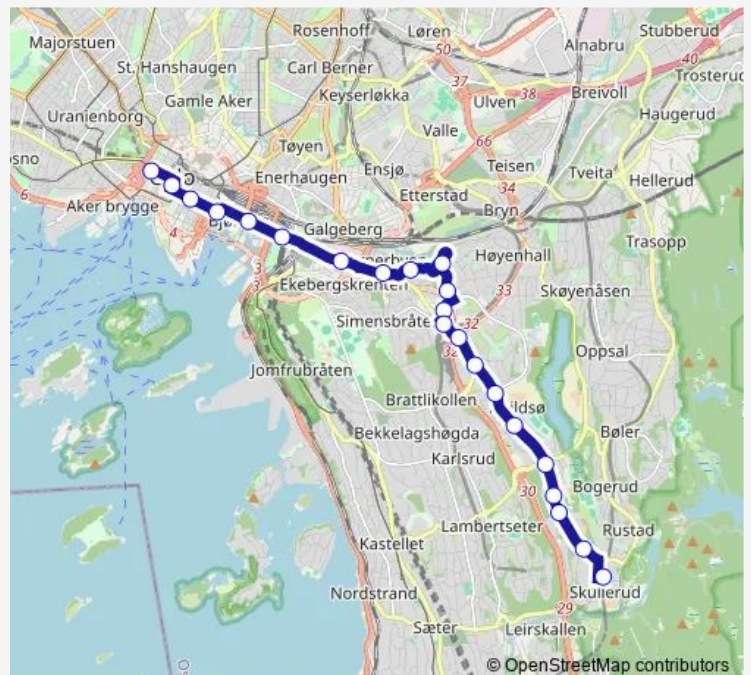 Rosenhoff
Løren
Stubberud
Majorstuen
50
Alnabru
St. Hanshaugen
Carl Berner
40
37
Trosterud
Keyserløkka
38
Breivoll
Gamle Aker
Ulven
Haugerud
Uranienborg
Valle
66
Tøyen
Teisen
Ensjø
Tveita
Enerhaugen
34
Hellerud
6
Etterstad
Aker brygge
Bryn
4
Galgeberg
Trasopp
Høyenhall
3
3
Ekebergskrenten
33
Skøyenåsen
Simensbråte
32
32
Oppsal
Jomfrubråten
Brattlikollen
Bekkelagshøgda
Bøler
Karlsrud
30
Bogerud
Lambertseter
Rustad
Kastellet
Nordstrand
Skullerud
29
Sæter
Leirskallen
© OpenStreetMap contributors